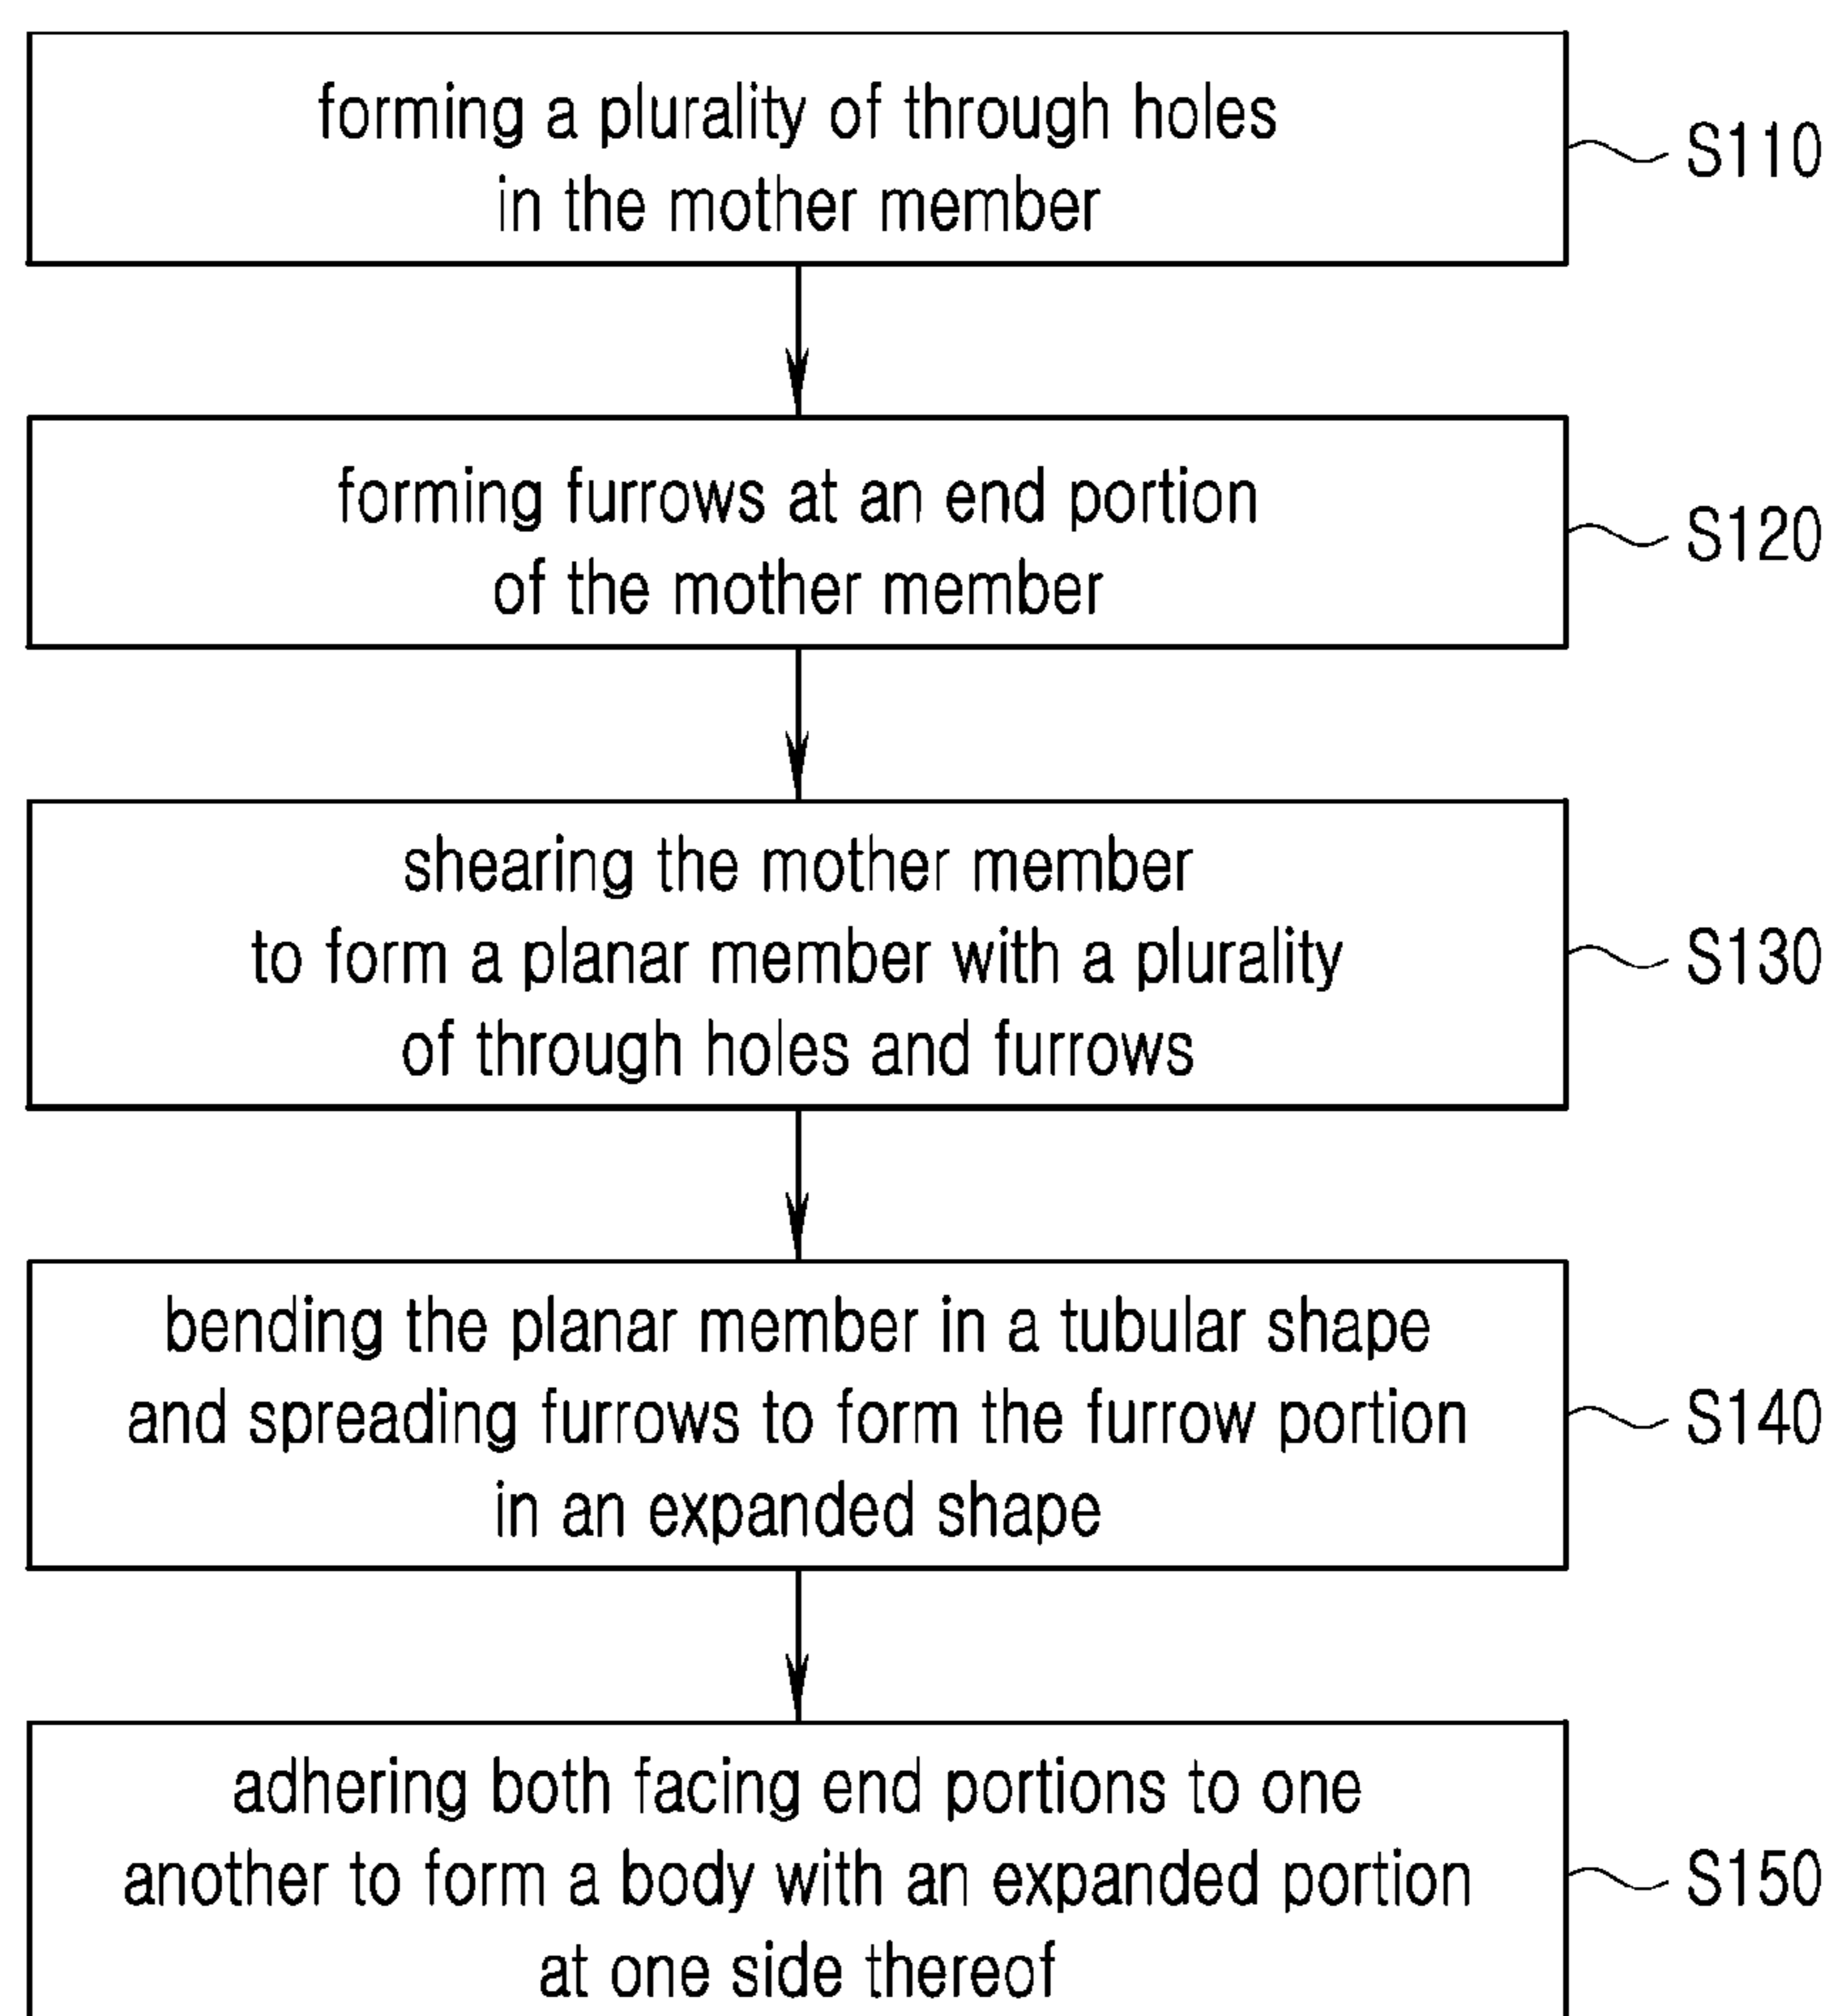 forming a plurality of through holes
in the mother member
S110
forming furrows at an end portion
of the mother member
S120
shearing the mother member
to form a planar member with a plurality
of through holes and furrows
S130
bending the planar member in a tubular shape
and spreading furrows to form the furrow portion
in an expanded shape
S140
adhering both facing end portions to one
another to form a body with an expanded portion
at one side thereof
S150